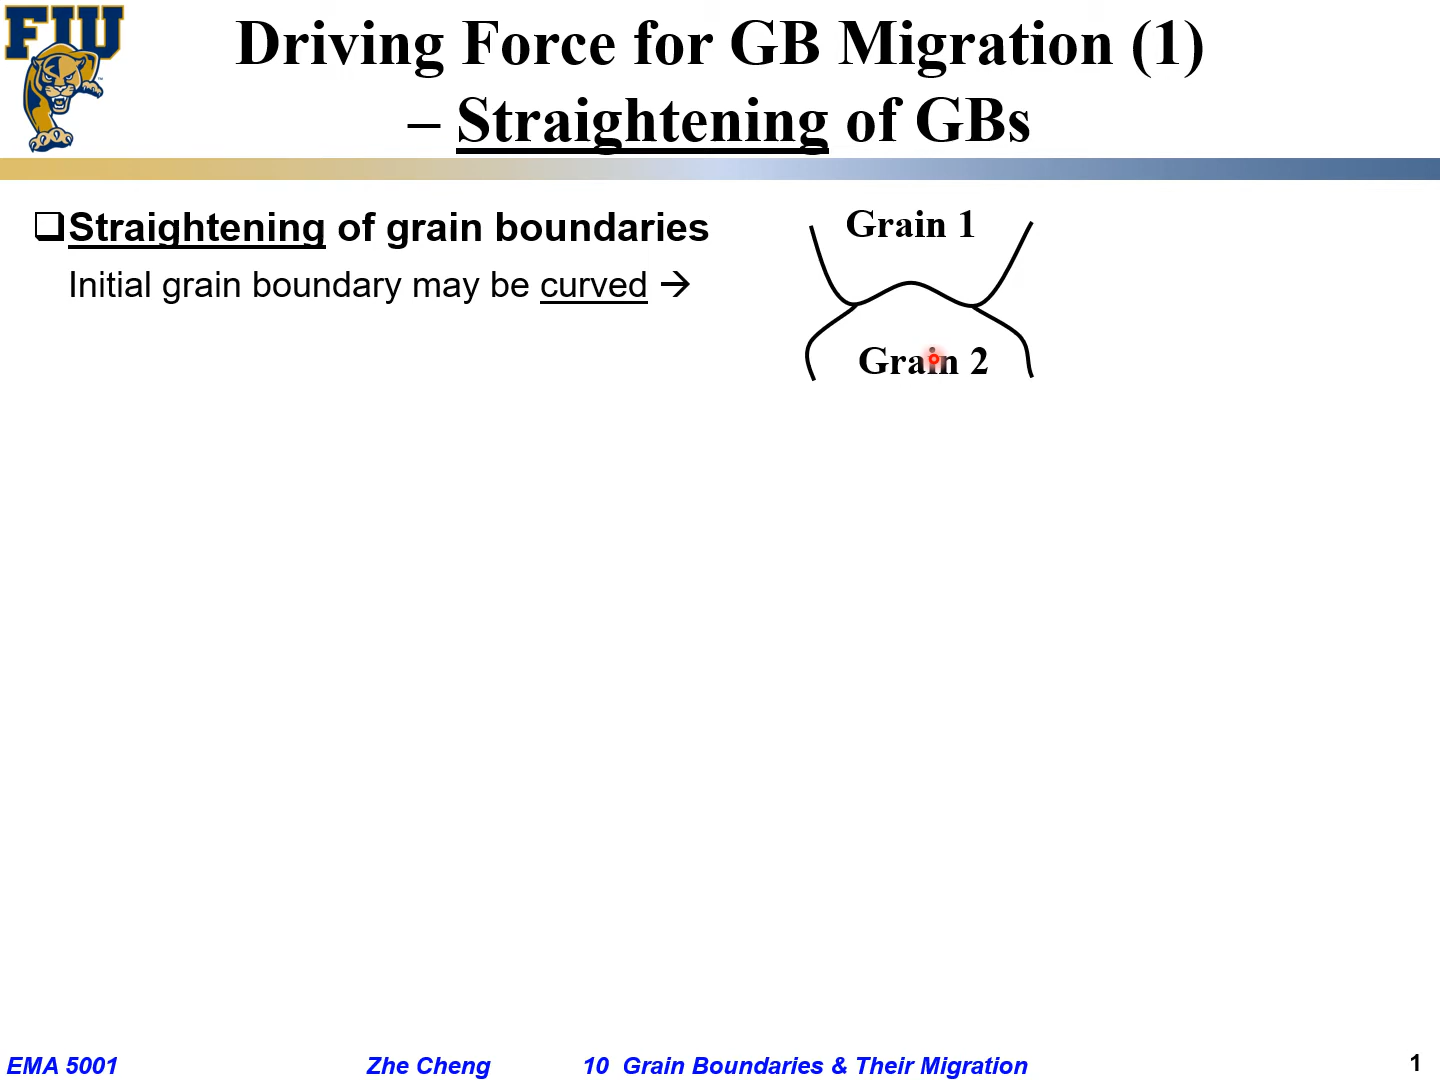 FIU
Driving Force for GB Migration (1)
– Straightening of GBs
❑Straightening of grain boundaries
Initial grain boundary may be curved →
Grain 1
Grain 2
EMA 5001 Zhe Cheng 10 Grain Boundaries & Their Migration 1